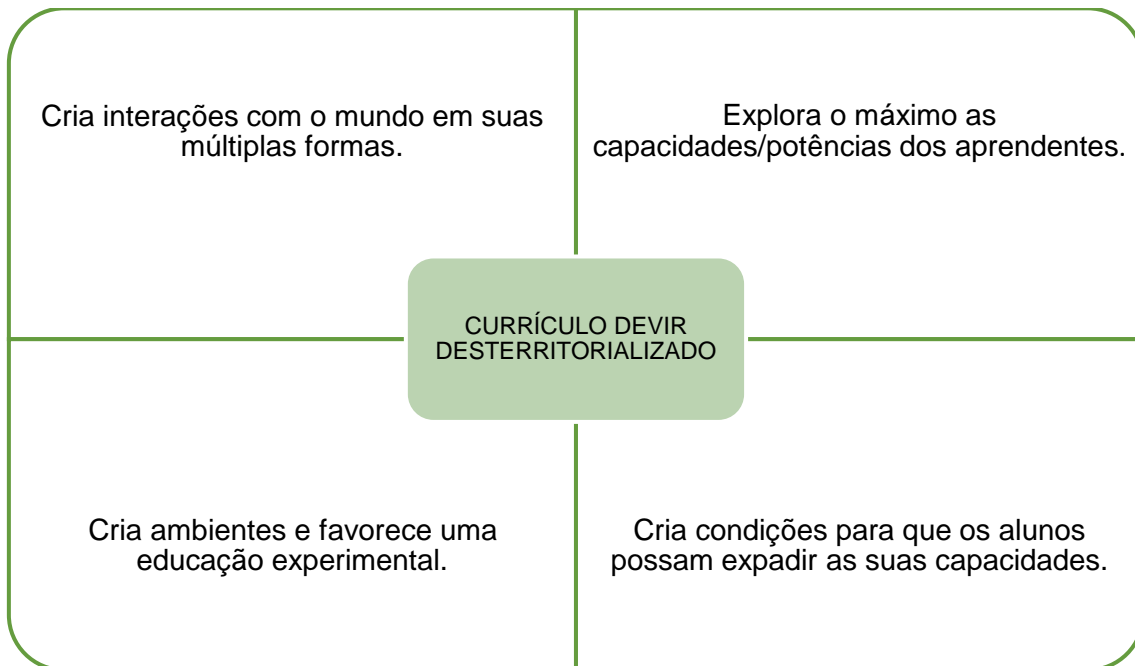 Cria interações com o mundo em suas
múltiplas formas.
Explora o máximo as
capacidades/potências dos aprendentes.
CURRÍCULO DEVIR
DESTERRITORIALIZADO
Cria ambientes e favorece uma
educação experimental.
Cria condições para que os alunos
possam expadir as suas capacidades.